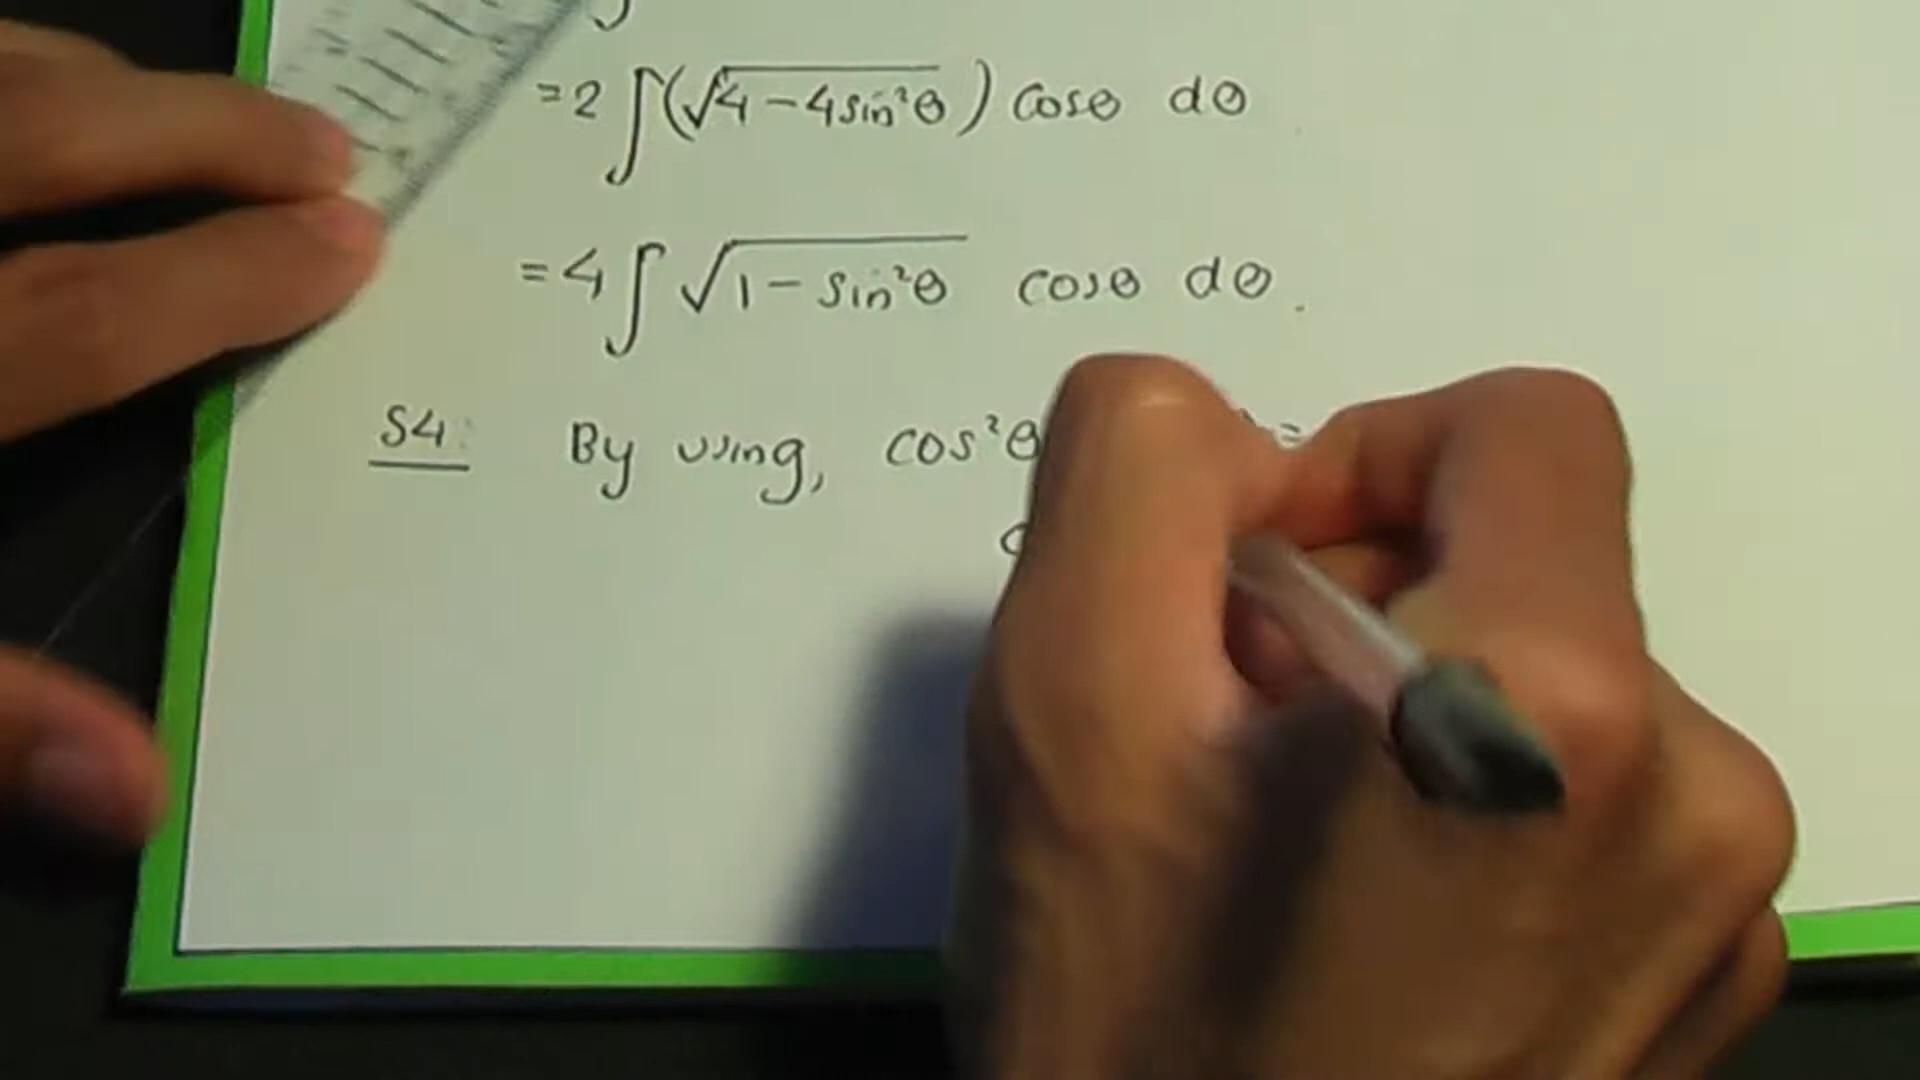 =2∫(√4-4sin²θ) cosθ dθ
=4∫√1-sin²θ cosθ dθ.
S4: By using, cos²θ =